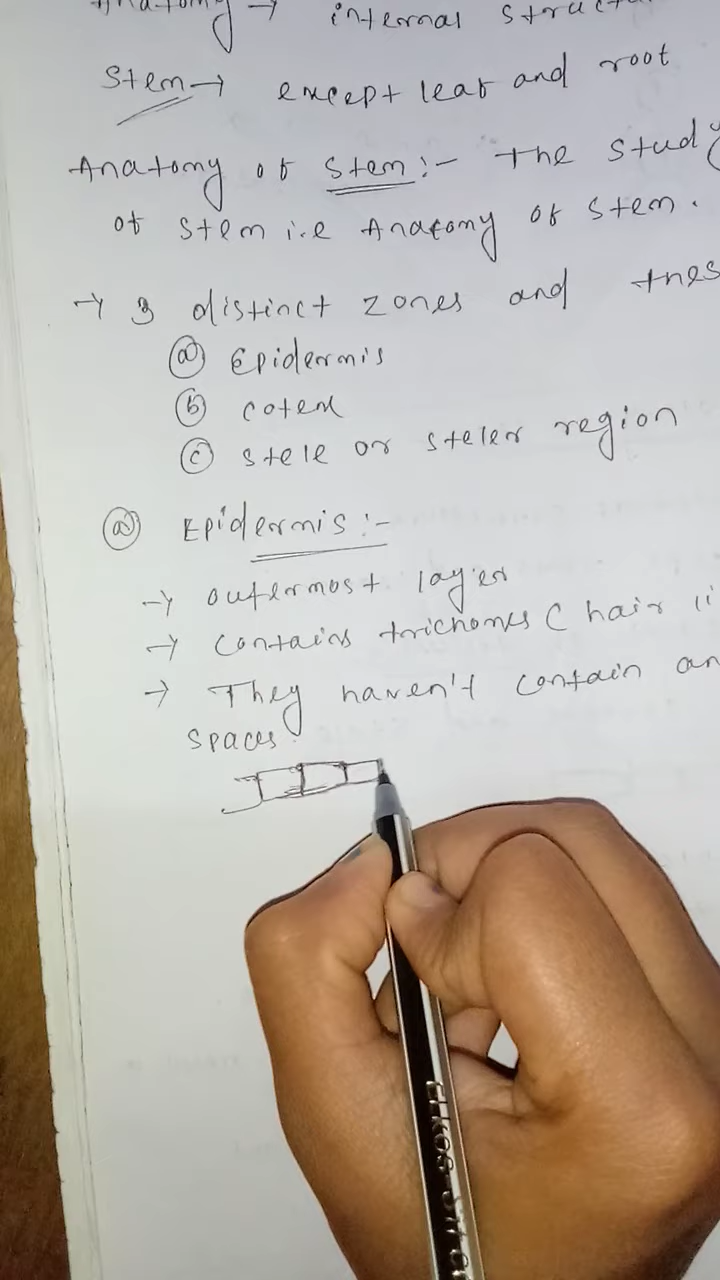 Anatomy → internal struct
Stem → except leaf and root
Anatomy of Stem :- The study
of stem i.e Anatomy of stem.
→ 3 distinct zones and thes
(a) Epidermis
(b) cotex
(c) stele or steler region
(a) Epidermis :-
→ outermost layer
→ contains trichomes ( hair li
→ They haven't contain an
spaces.